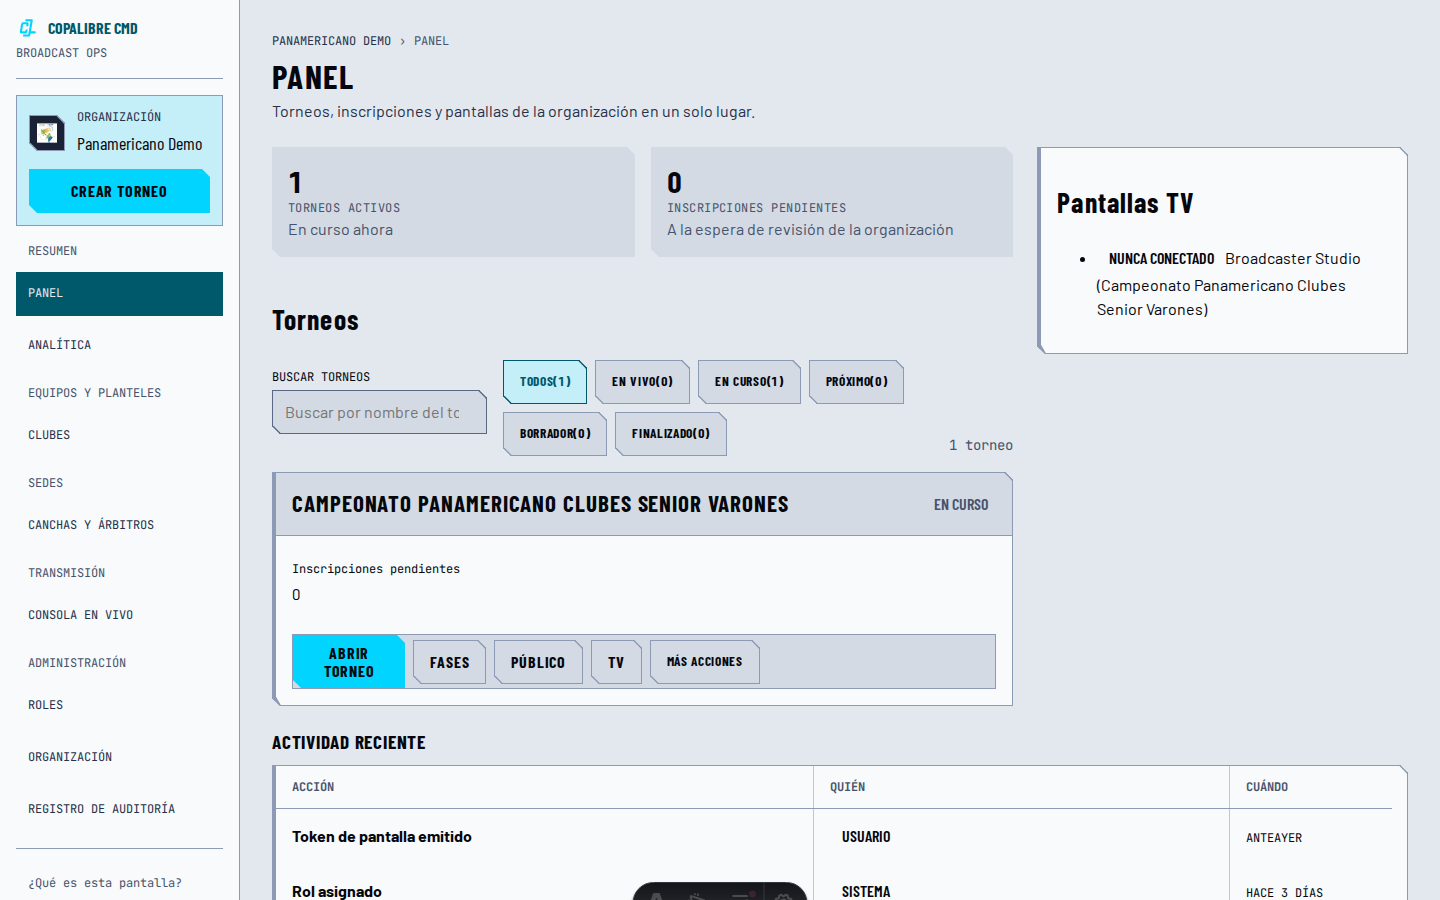 COPALIBRE CMD
BROADCAST OPS
ORGANIZACIÓN
Panamericano Demo
CREAR TORNEO
RESUMEN
PANEL
ANALÍTICA
EQUIPOS Y PLANTELES
CLUBES
SEDES
CANCHAS Y ÁRBITROS
TRANSMISIÓN
CONSOLA EN VIVO
ADMINISTRACIÓN
ROLES
ORGANIZACIÓN
REGISTRO DE AUDITORÍA
¿Qué es esta pantalla?
PANAMERICANO DEMO › PANEL
PANEL
Torneos, inscripciones y pantallas de la organización en un solo lugar.
1
TORNEOS ACTIVOS
En curso ahora
0
INSCRIPCIONES PENDIENTES
A la espera de revisión de la organización
Pantallas TV
• NUNCA CONECTADO Broadcaster Studio
(Campeonato Panamericano Clubes
Senior Varones)
Torneos
BUSCAR TORNEOS
Buscar por nombre del tc
TODOS(1) EN VIVO(0) EN CURSO(1) PRÓXIMO(0)
BORRADOR(0) FINALIZADO(0)
1 torneo
CAMPEONATO PANAMERICANO CLUBES SENIOR VARONES
EN CURSO
Inscripciones pendientes
0
ABRIR
TORNEO
FASES PÚBLICO TV MÁS ACCIONES
ACTIVIDAD RECIENTE
ACCIÓN QUIÉN CUÁNDO
Token de pantalla emitido USUARIO ANTEAYER
Rol asignado SISTEMA HACE 3 DÍAS